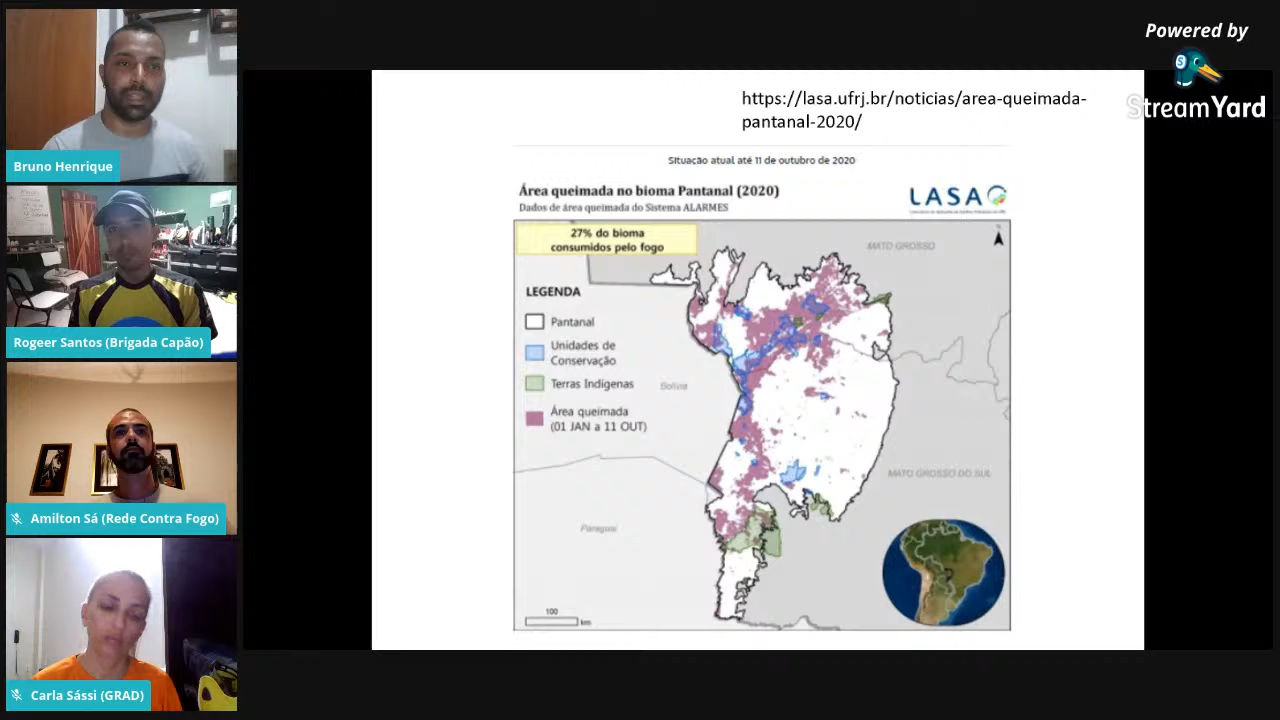 Bruno Henrique
Rogeer Santos (Brigada Capão)
Amilton Sá (Rede Contra Fogo)
Carla Sássi (GRAD)
https://lasa.ufrj.br/noticias/area-queimada-
pantanal-2020/
Situação atual até 11 de outubro de 2020
Área queimada no bioma Pantanal (2020)
Dados de área queimada do Sistema ALARMES
LASA
27% do bioma
consumidos pelo fogo
LEGENDA
Pantanal
Unidades de
Conservação
Terras Indígenas
Área queimada
(01 JAN a 11 OUT)
MATO GROSSO
Bolívia
MATO GROSSO DO SUL
Paraguai
100
km
Powered by
StreamYard